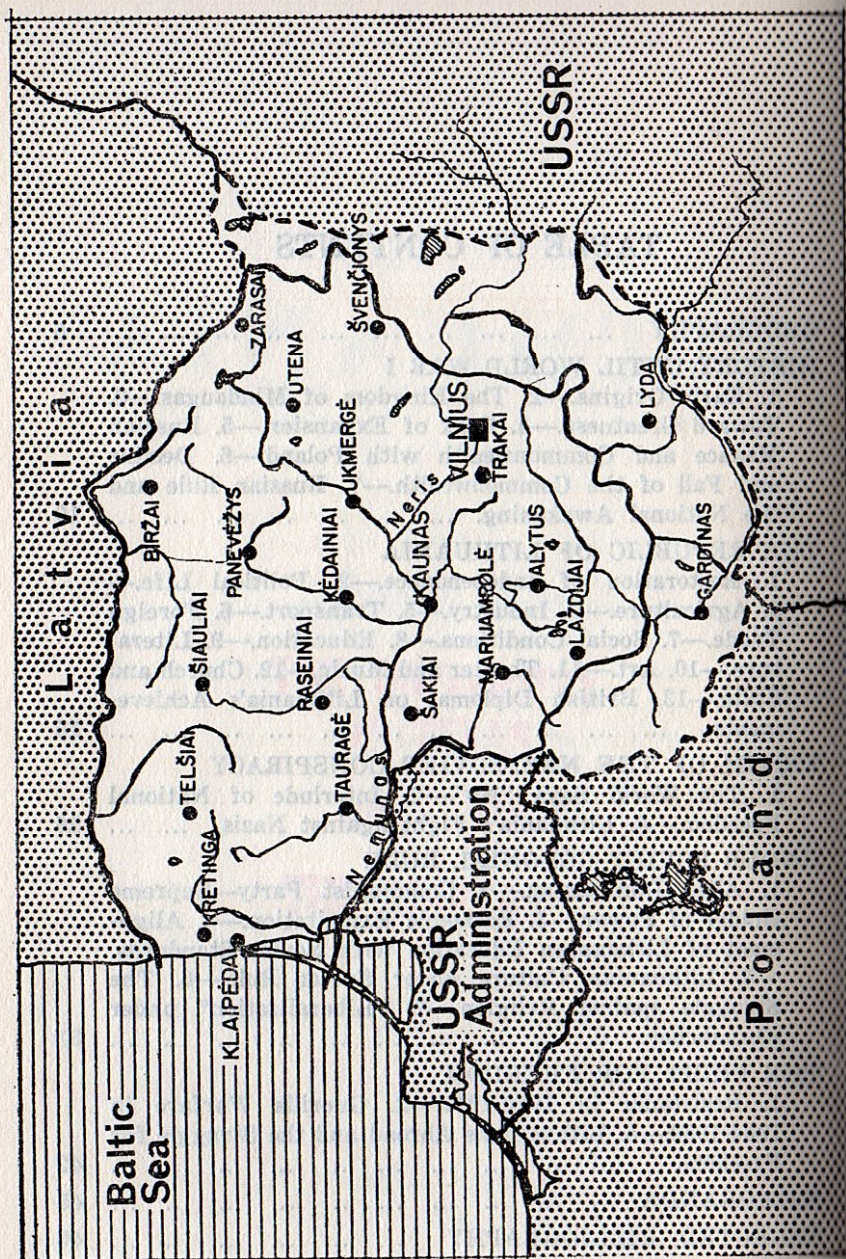 Latvia
Baltic
Sea
BIRŽAI
ZARASAI
ŠIAULIAI
TELŠIAI
KRETINGA
PANEVĖŽYS
UTENA
KLAIPĖDA
RASEINIAI
KĖDAINIAI
UKMERGE
ŠVENČIONYS
TAURAGĖ
Nemunas
Neris
ŠAKIAI
KAUNAS
VILNIUS
TRAKAI
USSR
Administration
MARIJAMPOLĖ
ALYTUS
LAZDIJAI
USSR
LYDA
GARDINAS
Poland